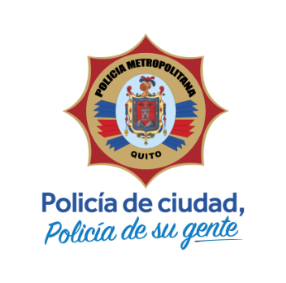 POLICIA METROPOLITANA
QUITO
Policía de ciudad,
Policía de su gente